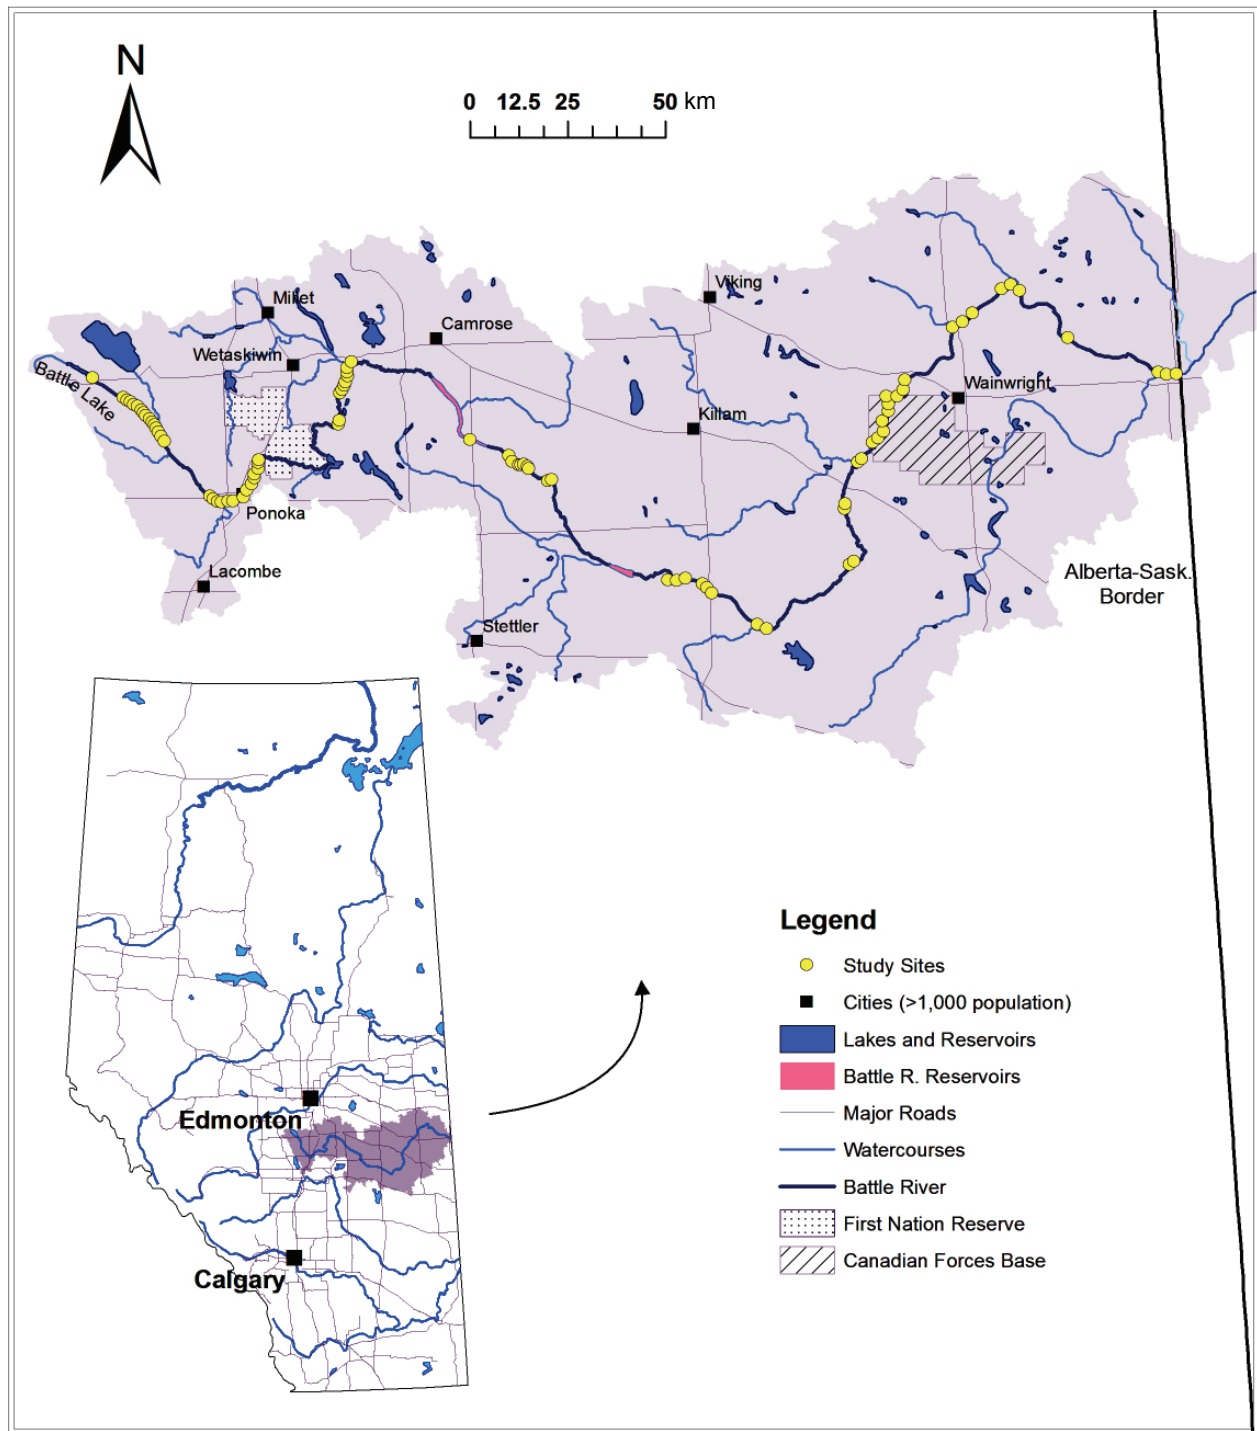 N
0 12.5 25 50 km
Viking
Millet
Camrose
Wetaskiwin
Battle Lake
Wainwright
Killam
Ponoka
Lacombe
Alberta-Sask.
Border
Stettler
Legend
Study Sites
Cities (>1,000 population)
Lakes and Reservoirs
Battle R. Reservoirs
Major Roads
Watercourses
Battle River
First Nation Reserve
Canadian Forces Base
Edmonton
Calgary